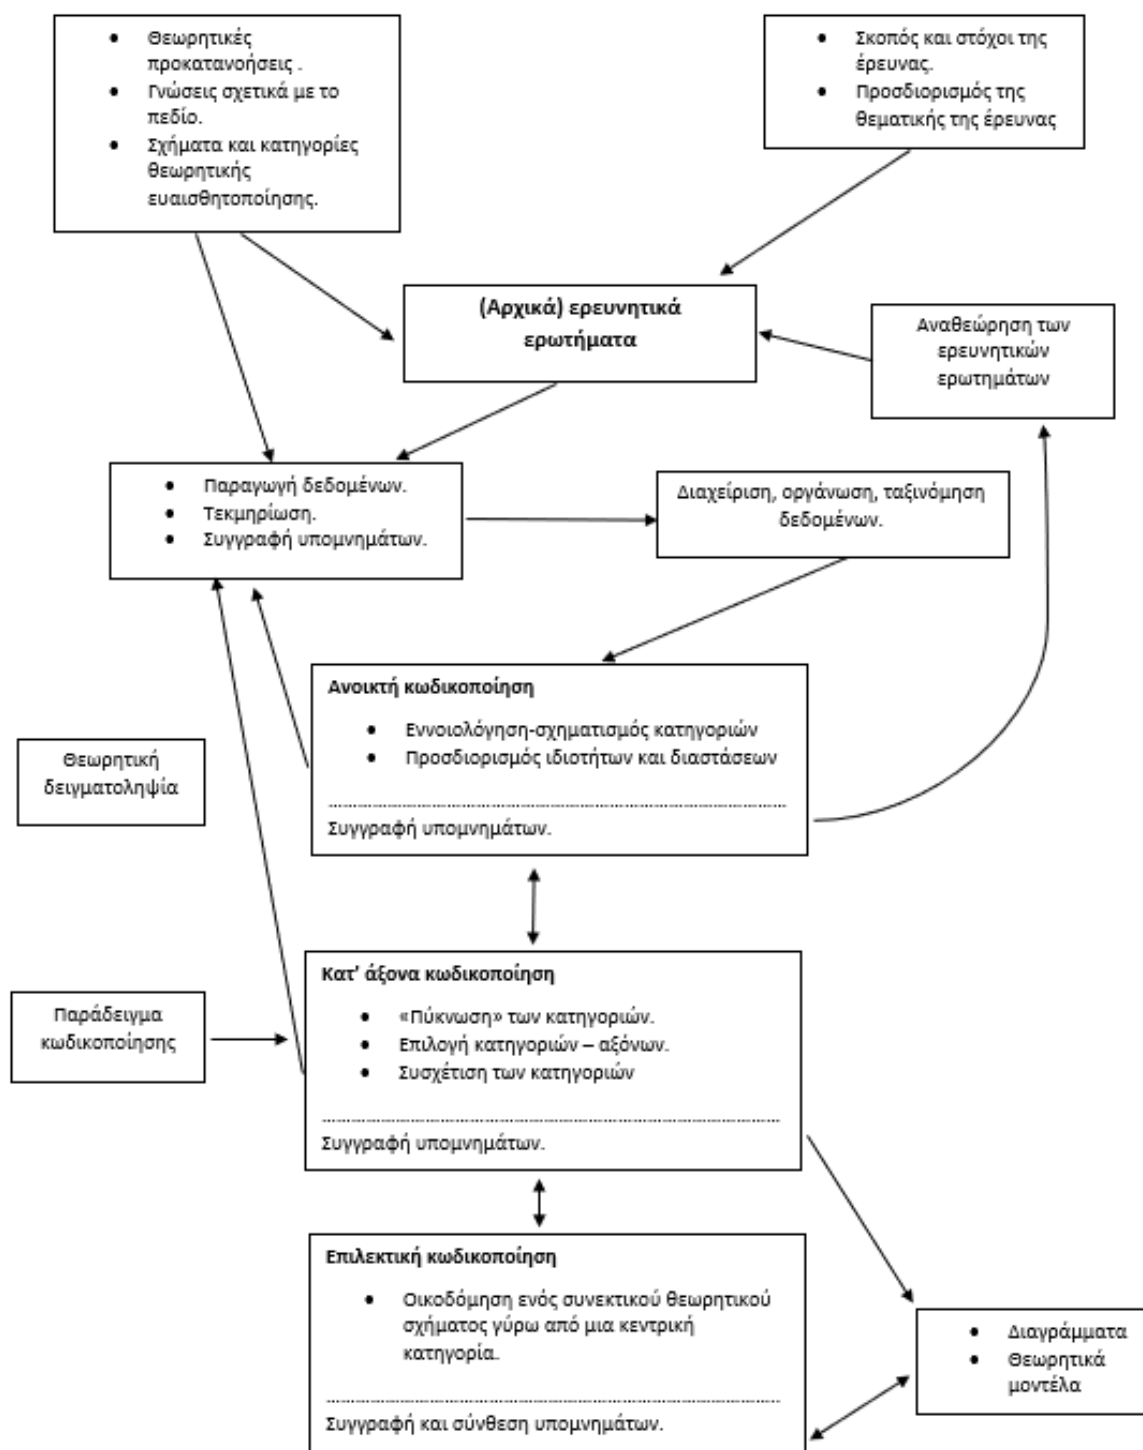 • Θεωρητικές
προκατανοήσεις .
• Γνώσεις σχετικά με το
πεδίο.
• Σχήματα και κατηγορίες
θεωρητικής
ευαισθητοποίησης.
• Σκοπός και στόχοι της
έρευνας.
• Προσδιορισμός της
θεματικής της έρευνας
(Αρχικά) ερευνητικά
ερωτήματα
Αναθεώρηση των
ερευνητικών
ερωτημάτων
• Παραγωγή δεδομένων.
• Τεκμηρίωση.
• Συγγραφή υπομνημάτων.
Διαχείριση, οργάνωση, ταξινόμηση
δεδομένων.
Ανοικτή κωδικοποίηση
• Εννοιολόγηση-σχηματισμός κατηγοριών
• Προσδιορισμός ιδιοτήτων και διαστάσεων
Συγγραφή υπομνημάτων.
Θεωρητική
δειγματοληψία
Κατ’ άξονα κωδικοποίηση
• «Πύκνωση» των κατηγοριών.
• Επιλογή κατηγοριών – αξόνων.
• Συσχέτιση των κατηγοριών
Συγγραφή υπομνημάτων.
Παράδειγμα
κωδικοποίησης
Επιλεκτική κωδικοποίηση
• Οικοδόμηση ενός συνεκτικού θεωρητικού
σχήματος γύρω από μια κεντρική
κατηγορία.
Συγγραφή και σύνθεση υπομνημάτων.
• Διαγράμματα
• Θεωρητικά
μοντέλα